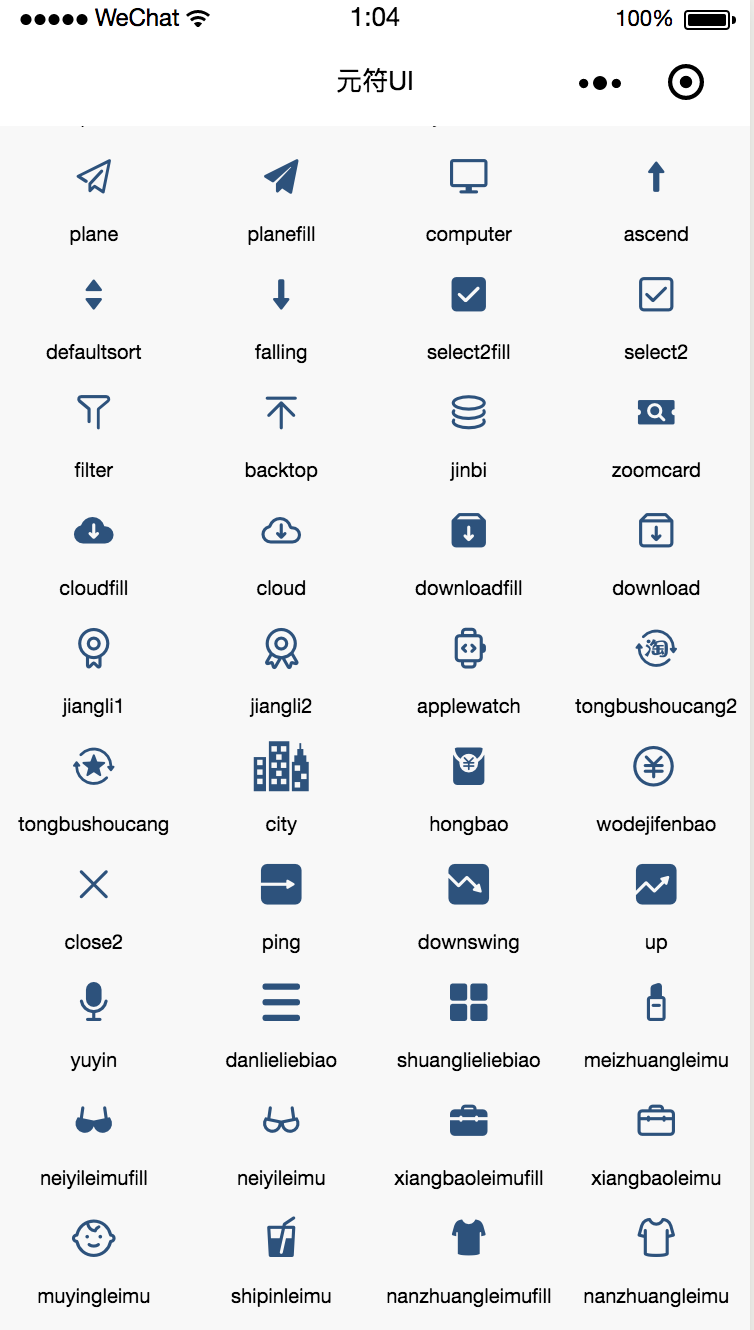 WeChat 1:04 100%
元符UI
plane planefill computer ascend
defaultsort falling select2fill select2
filter backtop jinbi zoomcard
cloudfill cloud downloadfill download
淘
jiangli1 jiangli2 applewatch tongbushoucang2
¥ ¥
tongbushoucang city hongbao wodejifenbao
close2 ping downswing up
yuyin danlieliebiao shuanglieliebiao meizhuangleimu
neiyileimufill neiyileimu xiangbaoleimufill xiangbaoleimu
muyingleimu shipinleimu nanzhuangleimufill nanzhuangleimu